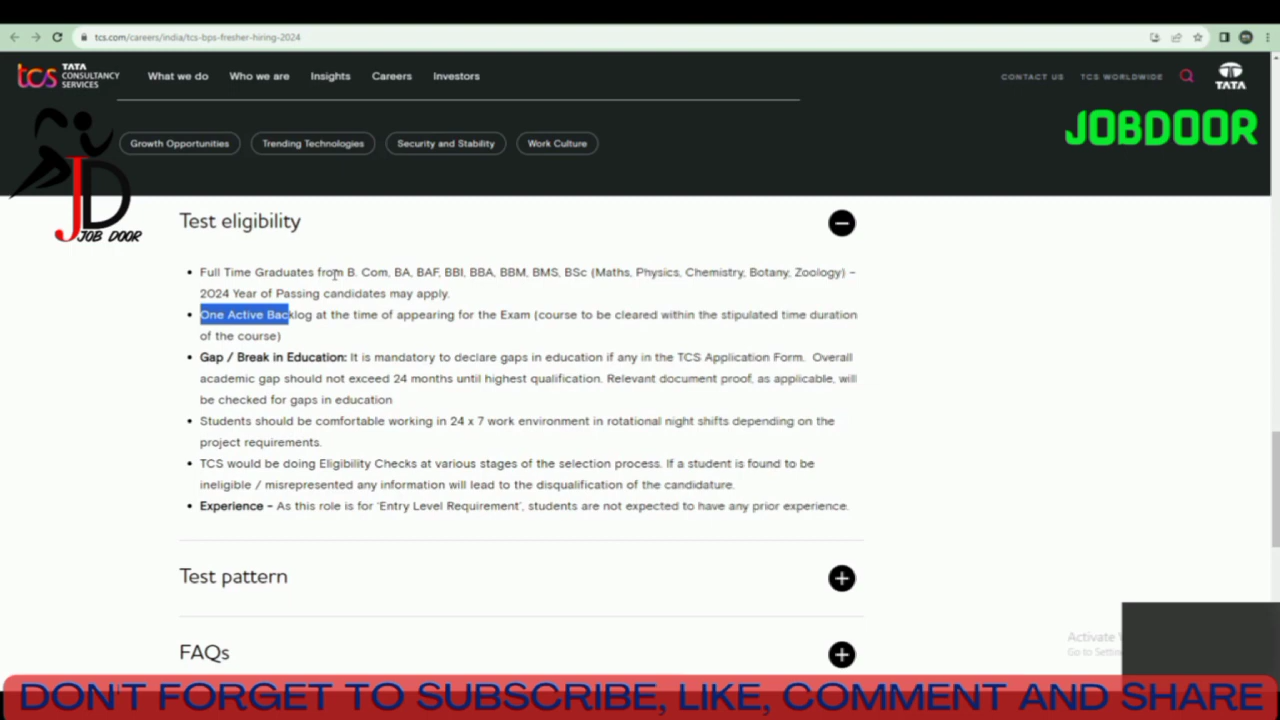 tcs.com/careers/india/tcs-bps-fresher-hiring-2024
tcs TATA CONSULTANCY SERVICES What we do Who we are Insights Careers Investors CONTACT US TCS WORLDWIDE TATA
JOBDOOR
Growth Opportunities Trending Technologies Security and Stability Work Culture
JD
JOB DOOR
Test eligibility
Full Time Graduates from B. Com, BA, BAF, BBI, BBA, BBM, BMS, BSc (Maths, Physics, Chemistry, Botany, Zoology) –
2024 Year of Passing candidates may apply.
One Active Backlog at the time of appearing for the Exam (course to be cleared within the stipulated time duration
of the course)
Gap / Break in Education: It is mandatory to declare gaps in education if any in the TCS Application Form. Overall
academic gap should not exceed 24 months until highest qualification. Relevant document proof, as applicable, will
be checked for gaps in education
Students should be comfortable working in 24 x 7 work environment in rotational night shifts depending on the
project requirements.
TCS would be doing Eligibility Checks at various stages of the selection process. If a student is found to be
ineligible / misrepresented any information will lead to the disqualification of the candidature.
Experience – As this role is for 'Entry Level Requirement', students are not expected to have any prior experience.
Test pattern
Activate
Go to
FAQs
DON'T FORGET TO SUBSCRIBE, LIKE, COMMENT AND SHARE